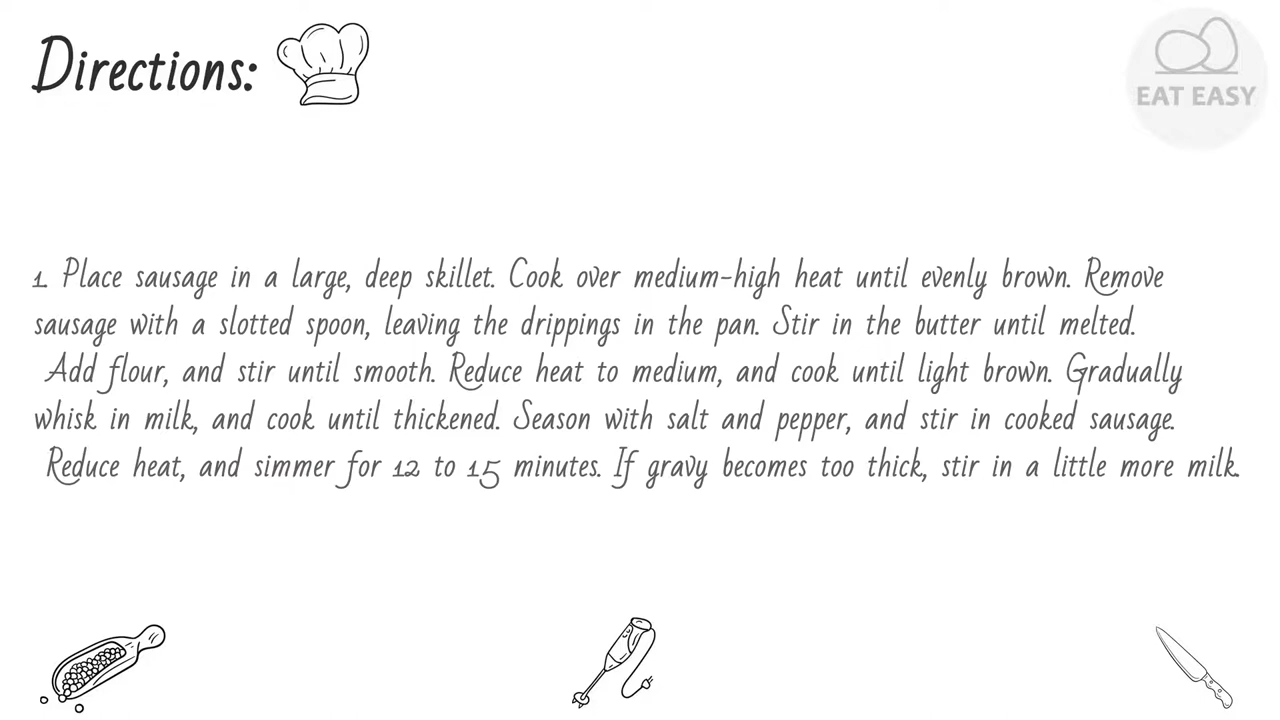 Directions:
EAT EASY
1. Place sausage in a large, deep skillet. Cook over medium-high heat until evenly brown. Remove
sausage with a slotted spoon, leaving the drippings in the pan. Stir in the butter until melted.
Add flour, and stir until smooth. Reduce heat to medium, and cook until light brown. Gradually
whisk in milk, and cook until thickened. Season with salt and pepper, and stir in cooked sausage.
Reduce heat, and simmer for 12 to 15 minutes. If gravy becomes too thick, stir in a little more milk.